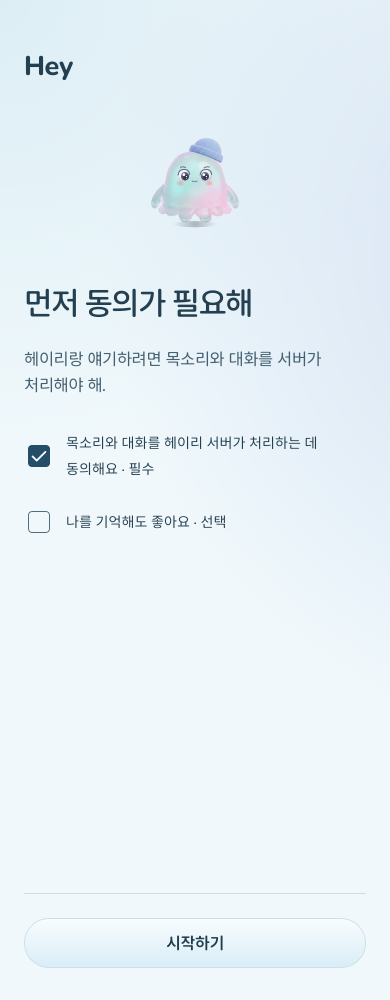 Hey
먼저 동의가 필요해
헤이리랑 얘기하려면 목소리와 대화를 서버가
처리해야 해.
목소리와 대화를 헤이리 서버가 처리하는 데
동의해요 · 필수
나를 기억해도 좋아요 · 선택
시작하기